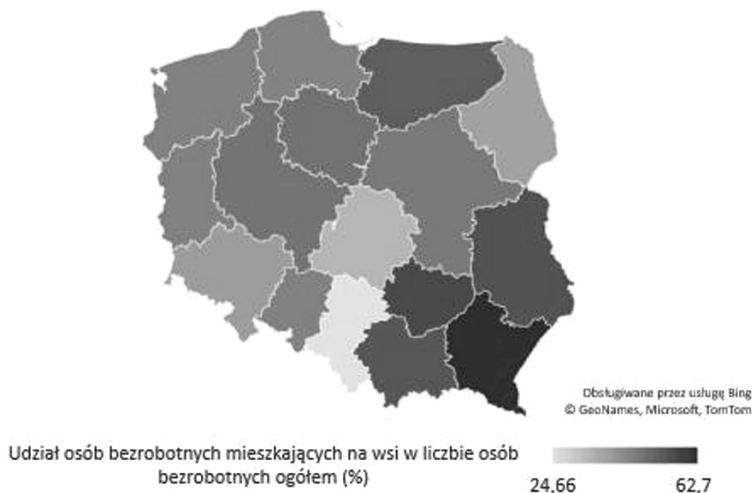 Obsługiwane przez usługę Bing
© GeoNames, Microsoft, TomTom
Udział osób bezrobotnych mieszkających na wsi w liczbie osób
bezrobotnych ogółem (%)
24,66 62,7